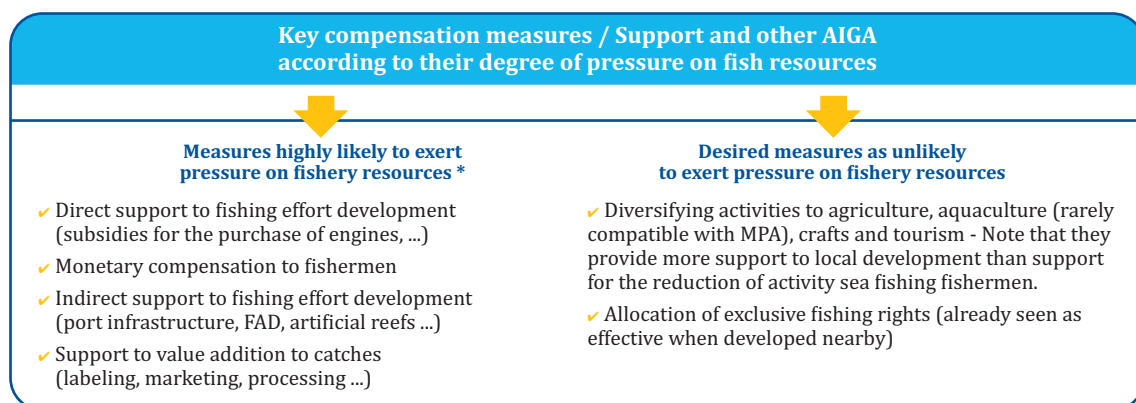 Key compensation measures / Support and other AIGA
according to their degree of pressure on fish resources
Measures highly likely to exert
pressure on fishery resources *
✔ Direct support to fishing effort development
(subsidies for the purchase of engines, ...)
✔ Monetary compensation to fishermen
✔ Indirect support to fishing effort development
(port infrastructure, FAD, artificial reefs ...)
✔ Support to value addition to catches
(labeling, marketing, processing ...)
Desired measures as unlikely
to exert pressure on fishery resources
✔ Diversifying activities to agriculture, aquaculture (rarely
compatible with MPA), crafts and tourism - Note that they
provide more support to local development than support
for the reduction of activity sea fishing fishermen.
✔ Allocation of exclusive fishing rights (already seen as
effective when developed nearby)